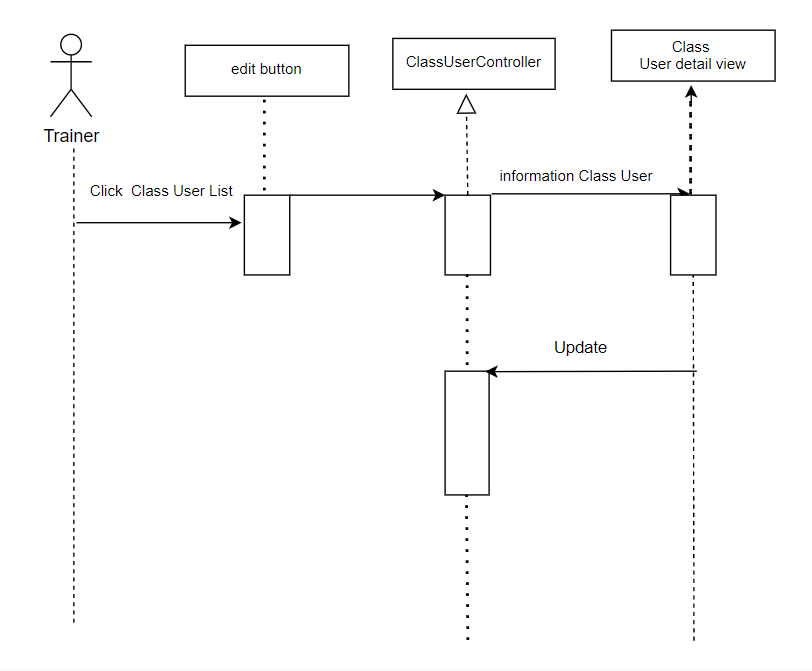 edit button
ClassUserController
Class
User detail view
Trainer
Click  Class User List
information Class User
Update